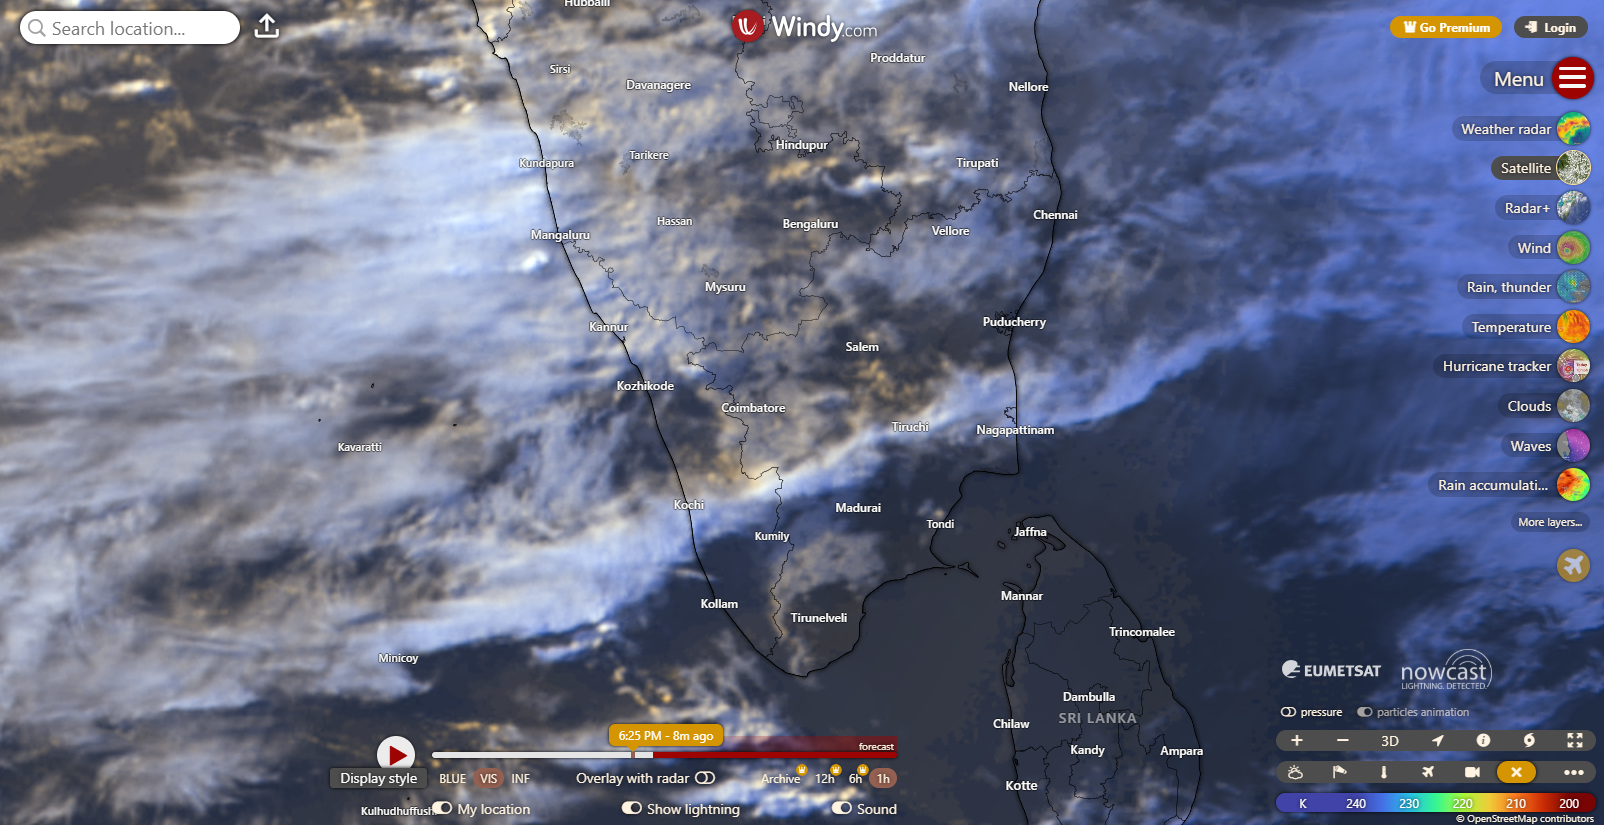 Hubballi
Search location...
Windy.com
Go Premium
Login
Proddatur
Sirsi
Davanagere
Nellore
Menu
Weather radar
Hindupur
Kundapura
Tarikere
Tirupati
Satellite
Radar+
Chennai
Hassan
Bengaluru
Vellore
Mangaluru
Wind
Mysuru
Rain, thunder
Kannur
Puducherry
Temperature
Salem
Hurricane tracker
Kozhikode
Coimbatore
Clouds
Tiruchi
Nagapattinam
Kavaratti
Waves
Rain accumulati...
Kochi
Madurai
Tondi
More layers...
Kumily
Jaffna
Mannar
Kollam
Tirunelveli
Trincomalee
Minicoy
EUMETSAT
nowcast
LIGHTNING. DETECTED.
Dambulla
SRI LANKA
pressure
particles animation
Chilaw
6:25 PM - 8m ago
forecast
3D
Kandy
Ampara
Display style
BLUE
VIS
INF
Overlay with radar
Archive
12h
6h
1h
Kotte
K 240 230 220 210 200
Kulhudhuffush
My location
Show lightning
Sound
© OpenStreetMap contributors